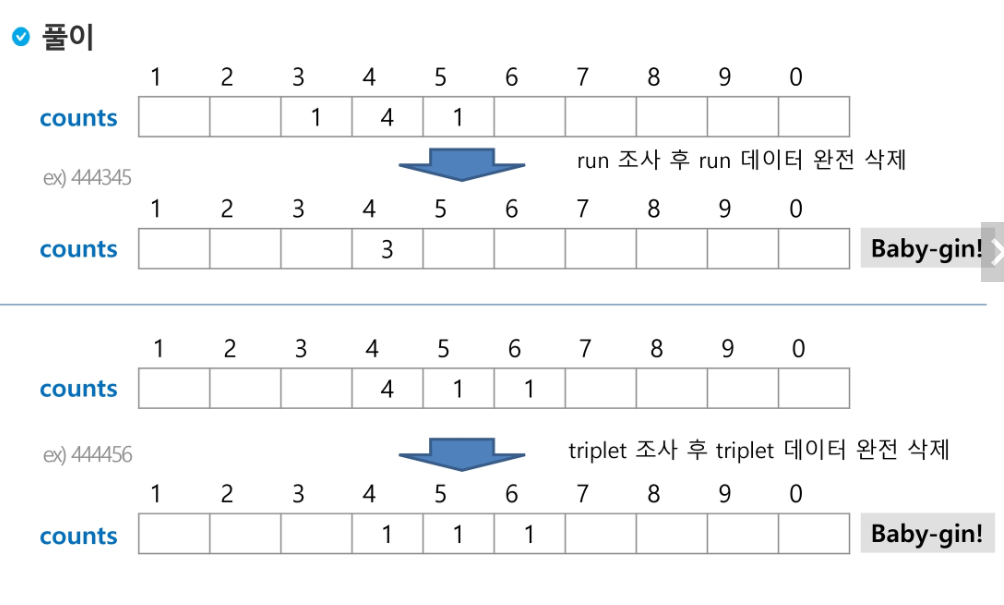 풀이
1 2 3 4 5 6 7 8 9 0
counts 1 4 1
run 조사 후 run 데이터 완전 삭제
ex) 444345
1 2 3 4 5 6 7 8 9 0
counts 3 Baby-gin!
1 2 3 4 5 6 7 8 9 0
counts 4 1 1
ex) 444456 triplet 조사 후 triplet 데이터 완전 삭제
1 2 3 4 5 6 7 8 9 0
counts 1 1 1 Baby-gin!